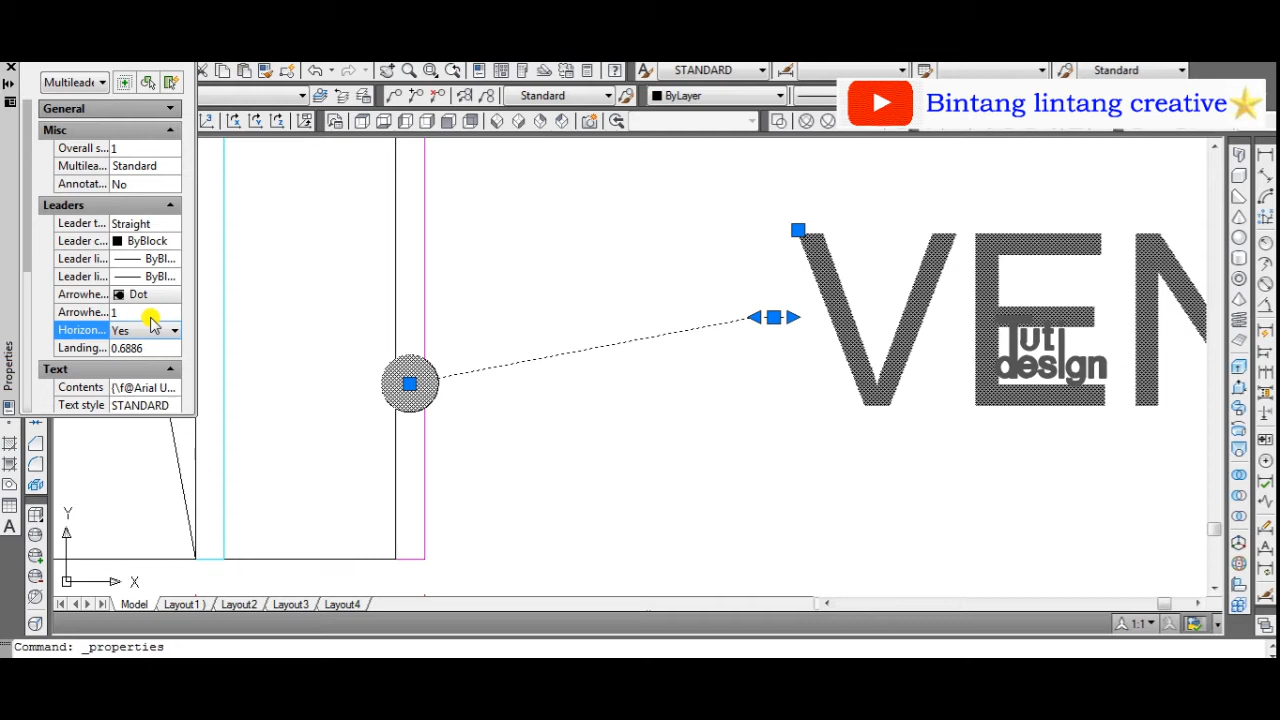 STANDARD
Bintang lintang creative
Standard
ByLayer
Standard
Multileade
General
Misc
Overall s... 1
Multilea... Standard
Annotat... No
Leaders
Leader t... Straight
Leader c... ByBlock
Leader li... ByBl...
Leader li... ByBl...
Arrowhe... Dot
Arrowhe... 1
Horizon... Yes
Landing... 0.6886
Text
Contents {\f@Arial U...
Text style STANDARD
Properties
VEN
Tut
design
Y
X
Model Layout1 ) Layout2 Layout3 Layout4
1:1
Command: _properties